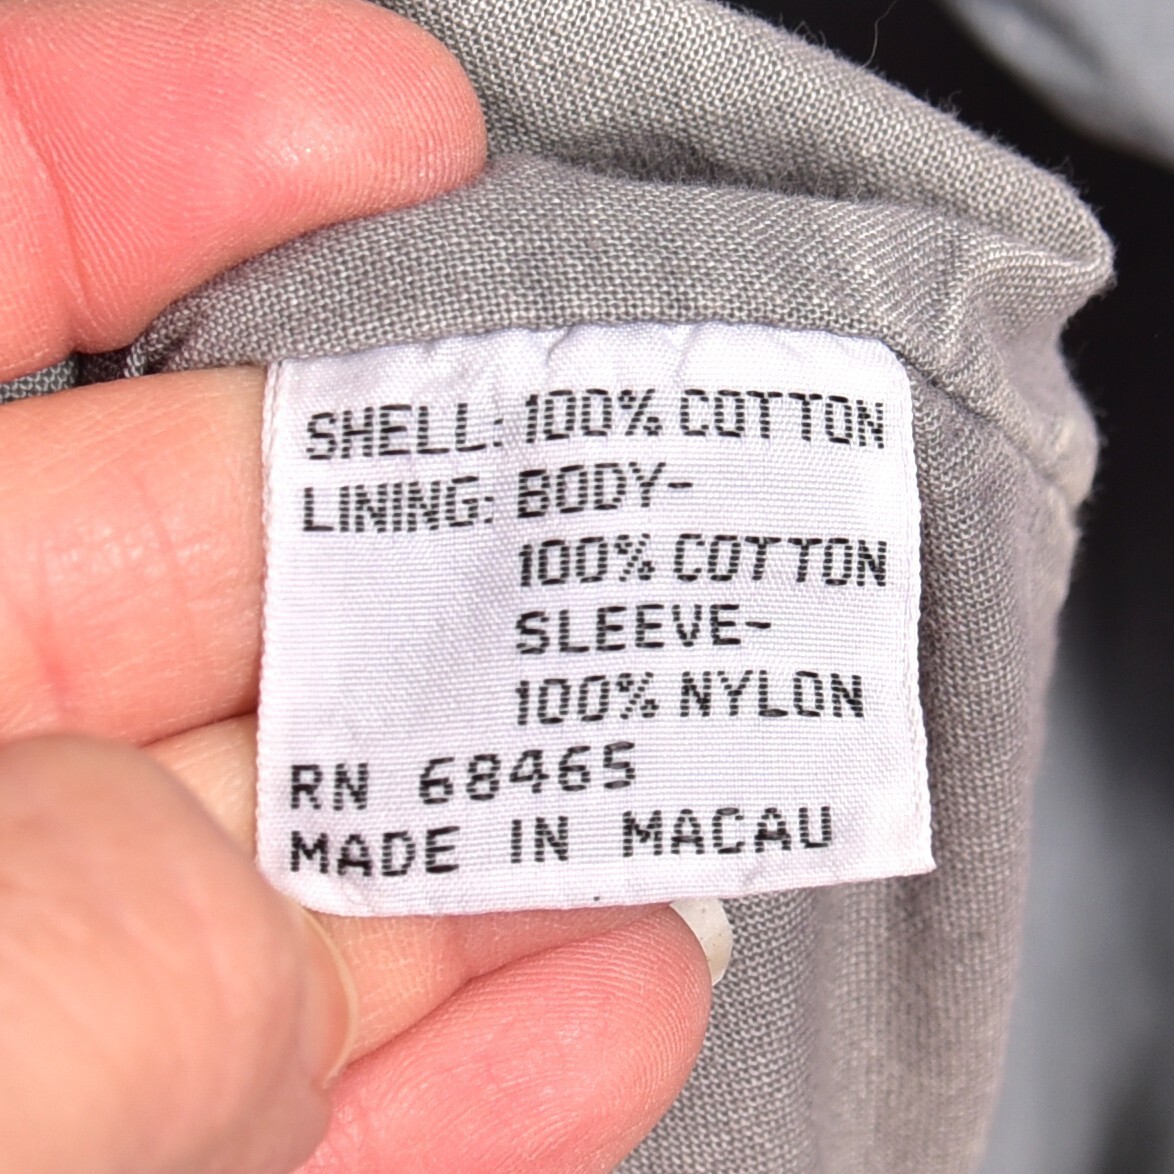 SHELL: 100% COTTON
LINING: BODY-
100% COTTON
SLEEVE-
100% NYLON
RN 68465
MADE IN MACAU